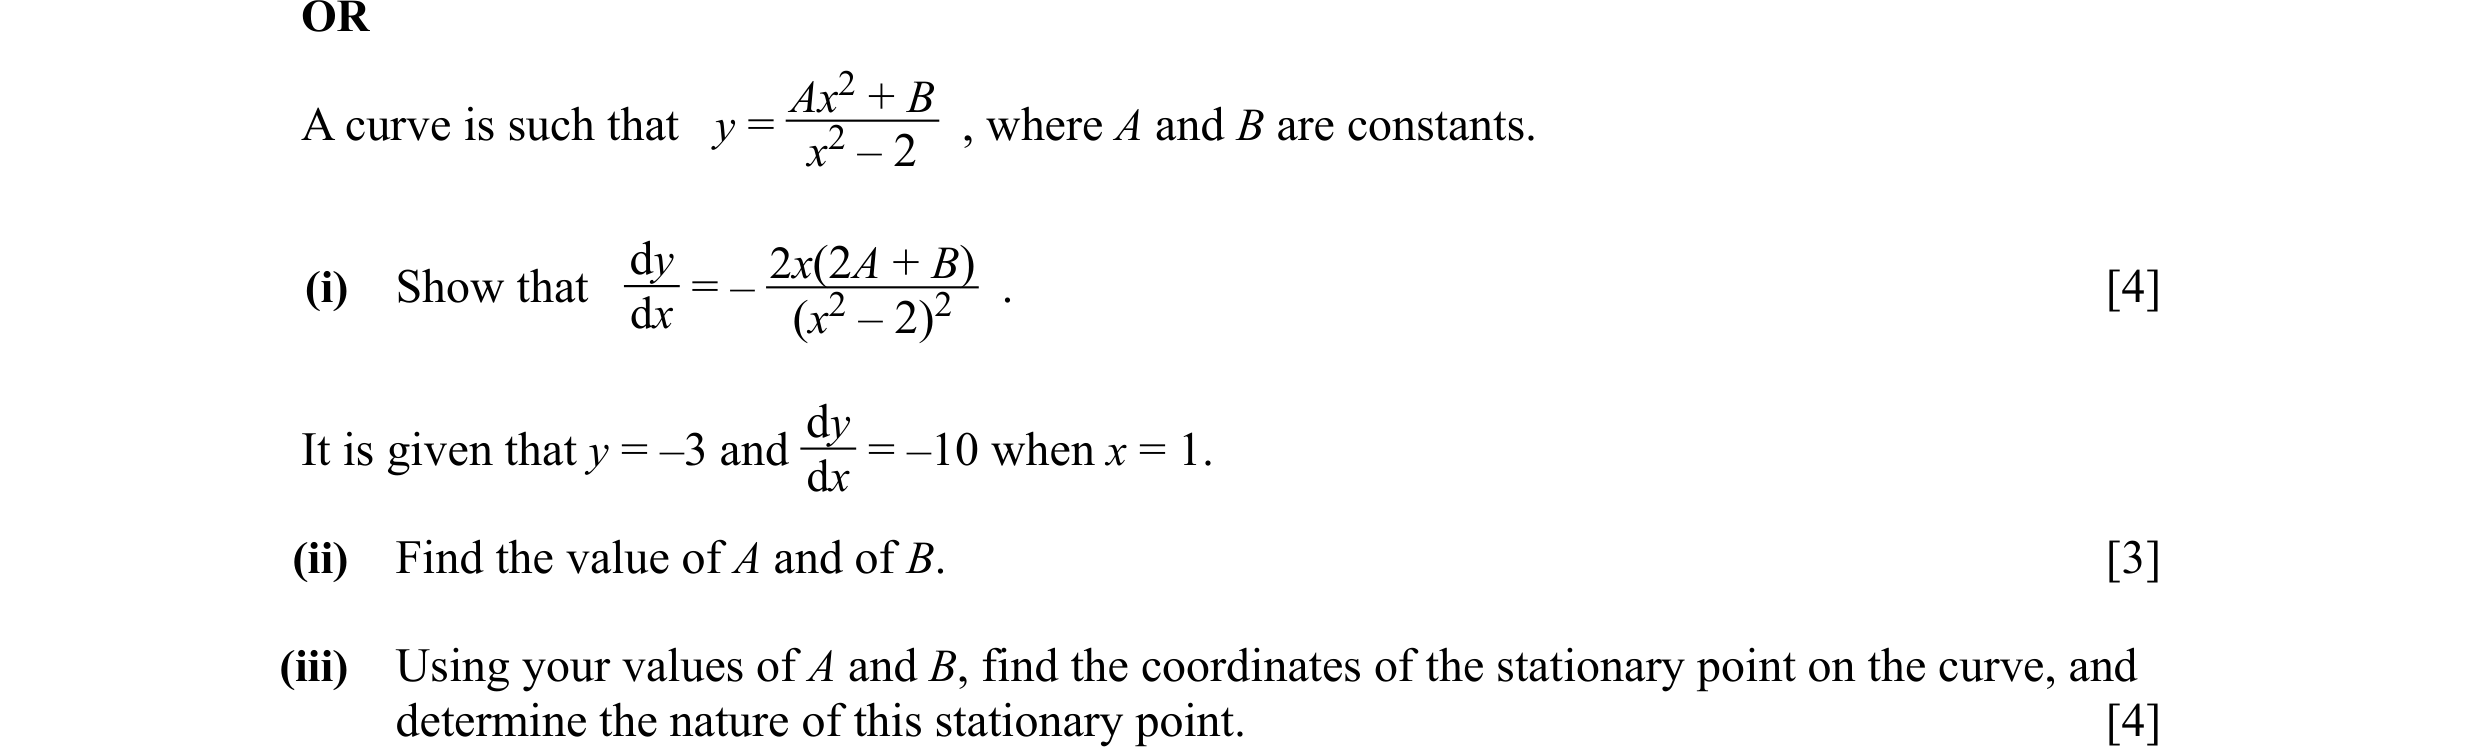 OR
A curve is such that y = \frac{Ax^2 + B}{x^2 – 2} , where A and B are constants.
(i) Show that \frac{dy}{dx} = – \frac{2x(2A + B)}{(x^2 – 2)^2} . [4]
It is given that y = –3 and \frac{dy}{dx} = –10 when x = 1.
(ii) Find the value of A and of B. [3]
(iii) Using your values of A and B, find the coordinates of the stationary point on the curve, and
determine the nature of this stationary point. [4]